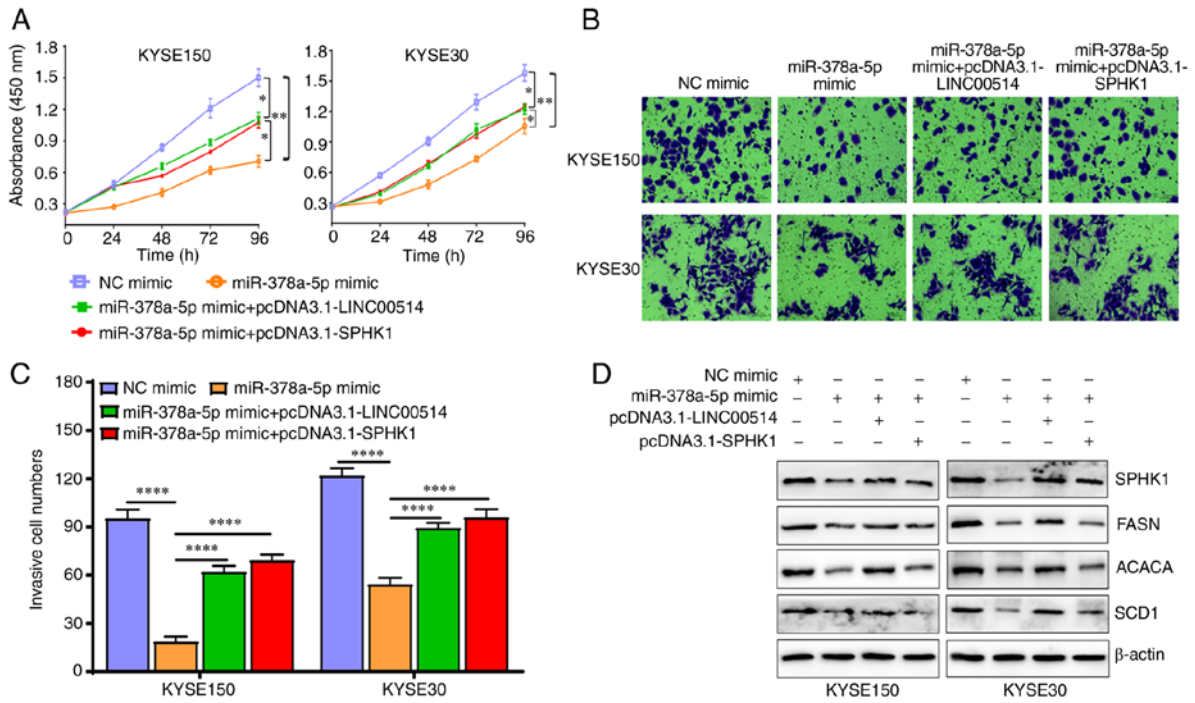 A
KYSE150
KYSE30
Absorbance (450 nm)
1.8
1.5
1.2
0.9
0.6
0.3
0 24 48 72 96
Time (h)
* ** *
1.8
1.5
1.2
0.9
0.6
0.3
0 24 48 72 96
Time (h)
* ** *
NC mimic miR-378a-5p mimic
miR-378a-5p mimic+pcDNA3.1-LINC00514
miR-378a-5p mimic+pcDNA3.1-SPHK1
B
NC mimic
miR-378a-5p
mimic
miR-378a-5p
mimic+pcDNA3.1-
LINC00514
miR-378a-5p
mimic+pcDNA3.1-
SPHK1
KYSE150
KYSE30
C
NC mimic miR-378a-5p mimic
miR-378a-5p mimic+pcDNA3.1-LINC00514
miR-378a-5p mimic+pcDNA3.1-SPHK1
Invasive cell numbers
180
150
120
90
60
30
0
**** **** ****
**** **** ****
KYSE150 KYSE30
D
NC mimic + – – – + – – –
miR-378a-5p mimic – + + + – + + +
pcDNA3.1-LINC00514 – – + – – – + –
pcDNA3.1-SPHK1 – – – + – – – +
SPHK1
FASN
ACACA
SCD1
β-actin
KYSE150 KYSE30